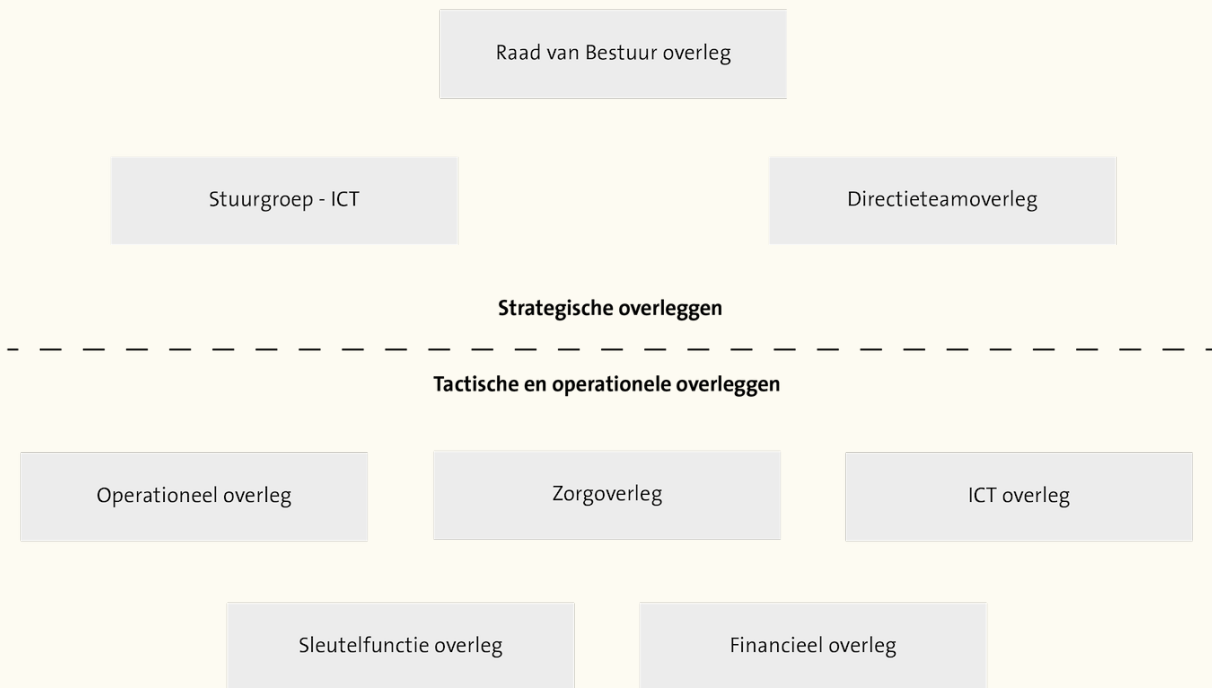 Raad van Bestuur overleg
Stuurgroep - ICT
Directieteamoverleg
Strategische overleggen
Tactische en operationele overleggen
Operationeel overleg
Zorgoverleg
ICT overleg
Sleutelfunctie overleg
Financieel overleg